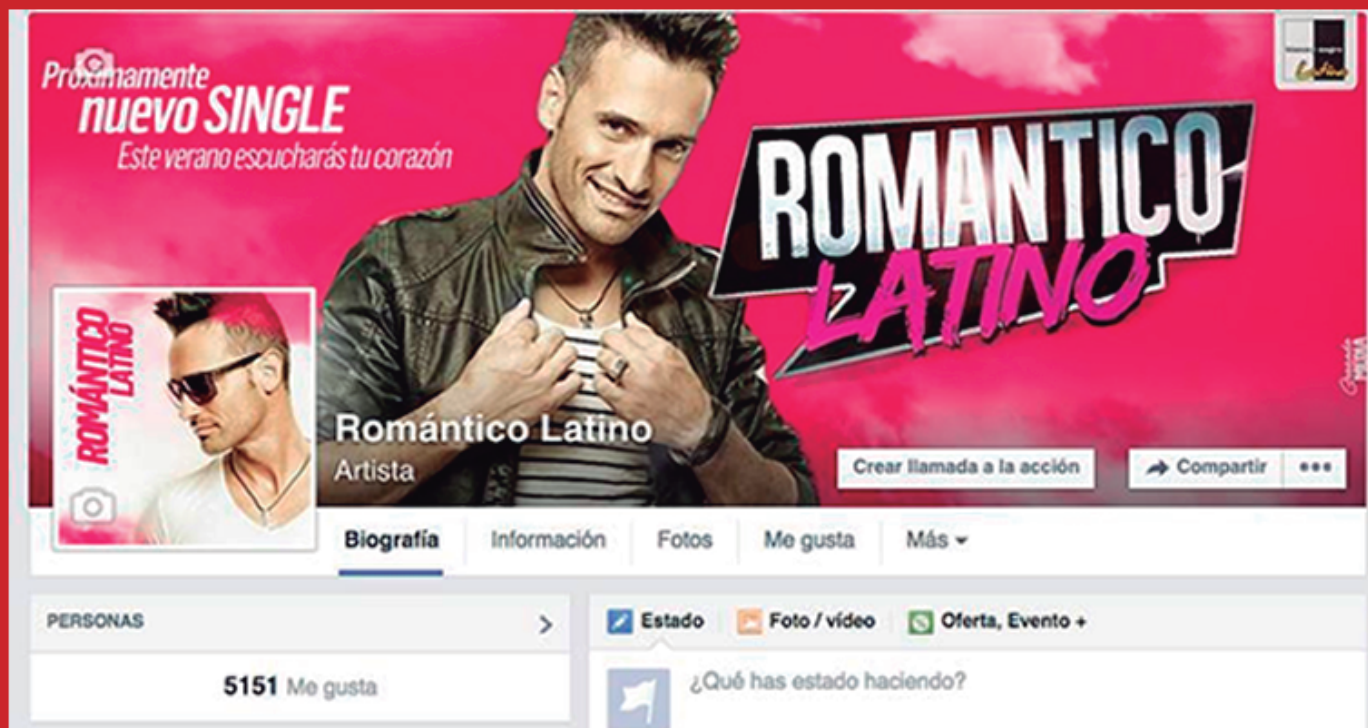 Próximamente
nuevo SINGLE
Este verano escucharás tu corazón
ROMANTICO
LATINO
ROMÁNTICO
LATINO
Romántico Latino
Artista
Crear llamada a la acción
Compartir
Biografía Información Fotos Me gusta Más
PERSONAS
5151 Me gusta
Estado Foto / vídeo Oferta, Evento +
¿Qué has estado haciendo?